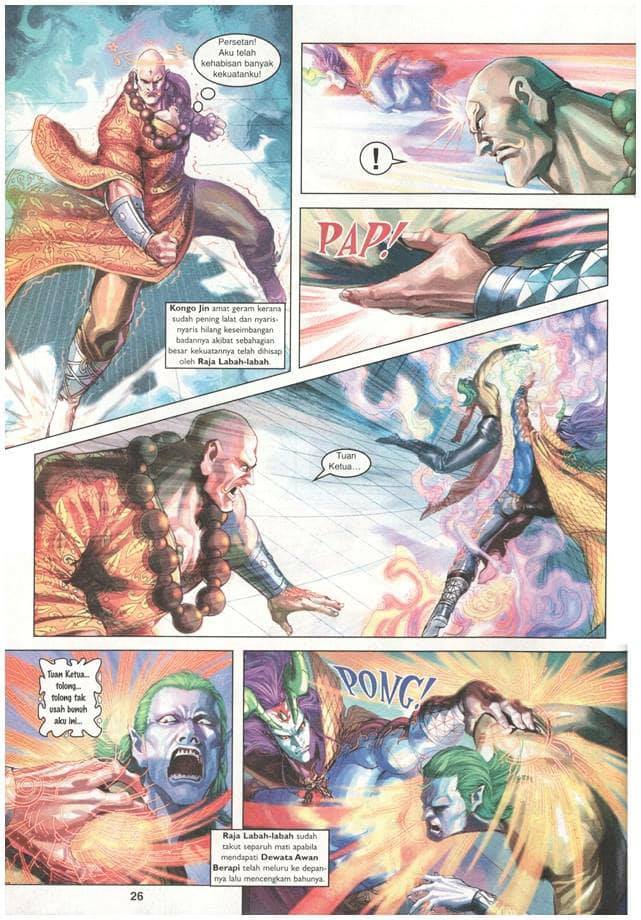 Persetan!
Aku telah
kehabisan banyak
kekuatanku!
!
PAP!
Kongo Jin amat geram kerana
sudah pening lalat dan nyaris-
nyaris hilang keseimbangan
badannya akibat sebahagian
besar kekuatannya telah dihisap
oleh Raja Labah-labah.
Tuan
Ketua...
Tuan Ketua...
tolong...
tolong tak
usah bunuh
aku ini...
PONG!
Raja Labah-labah sudah
takut separuh mati apabila
mendapati Dewata Awan
Berapi telah meluru ke depan-
nya lalu mencengkam bahunya.
26